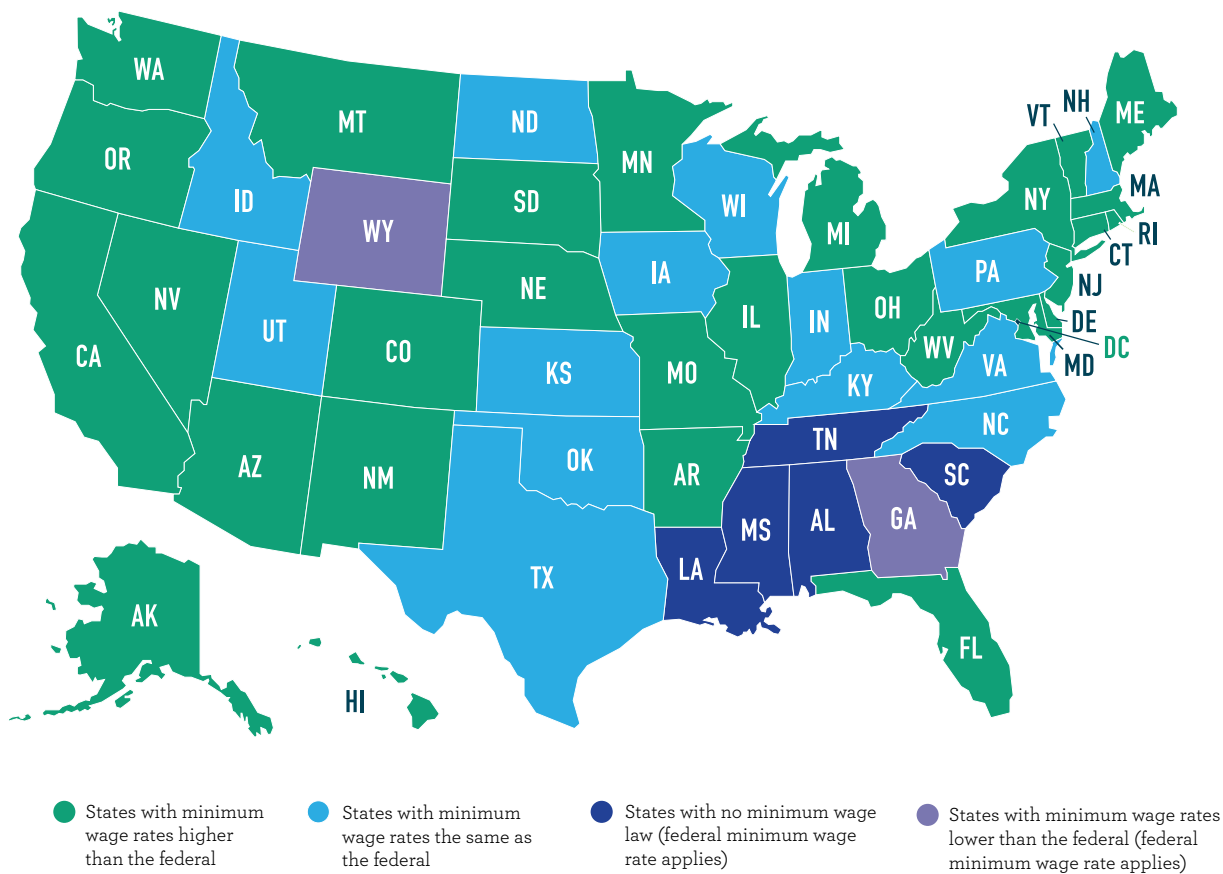 WA
MT
ND
MN
VT
NH
ME
OR
ID
SD
WI
NY
MA
WY
MI
RI
CT
IA
PA
NE
NJ
NV
IL
IN
OH
DE
UT
CO
WV
DC
CA
KS
MO
KY
VA
MD
TN
NC
AZ
NM
OK
AR
SC
MS
AL
GA
LA
TX
AK
FL
HI
States with minimum
wage rates higher
than the federal
States with minimum
wage rates the same as
the federal
States with no minimum wage
law (federal minimum wage
rate applies)
States with minimum wage rates
lower than the federal (federal
minimum wage rate applies)